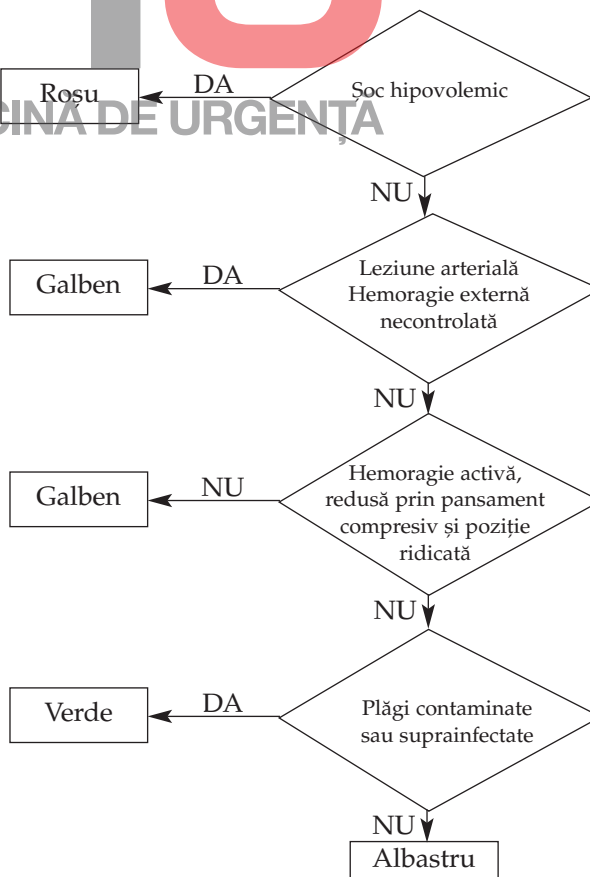 Roșu
DA
Șoc hipovolemic
CINA DE URGENȚA
NU
Galben
DA
Leziune arterială
Hemoragie externă
necontrolată
NU
Galben
NU
Hemoragie activă,
redusă prin pansament
compresiv și poziție
ridicată
NU
Verde
DA
Plăgi contaminate
sau suprainfectate
NU
Albastru